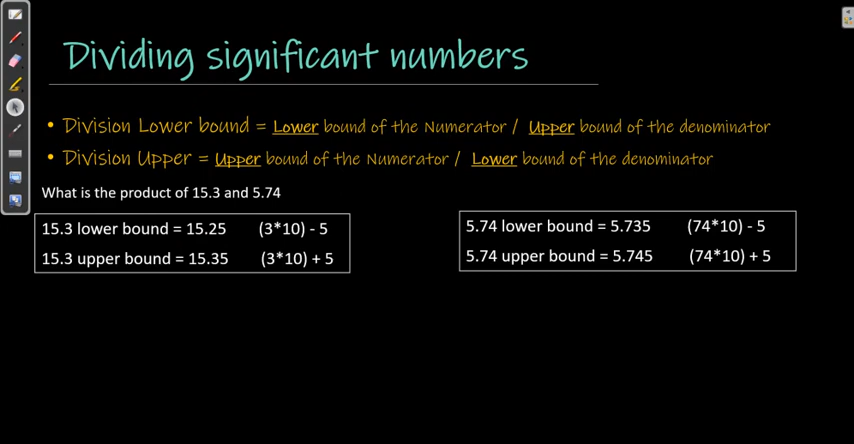 Dividing significant numbers
• Division Lower bound = Lower bound of the Numerator / Upper bound of the denominator
• Division Upper = Upper bound of the Numerator / Lower bound of the denominator
What is the product of 15.3 and 5.74
15.3 lower bound = 15.25 (3*10) - 5
15.3 upper bound = 15.35 (3*10) + 5
5.74 lower bound = 5.735 (74*10) - 5
5.74 upper bound = 5.745 (74*10) + 5